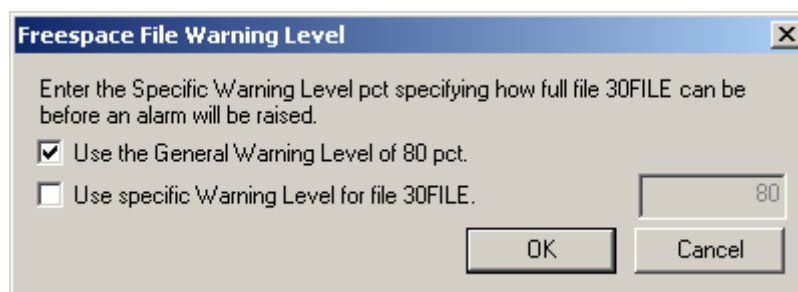 Freespace File Warning Level
Enter the Specific Warning Level pct specifying how full file 30FILE can be
before an alarm will be raised.
Use the General Warning Level of 80 pct.
Use specific Warning Level for file 30FILE.
80
OK
Cancel